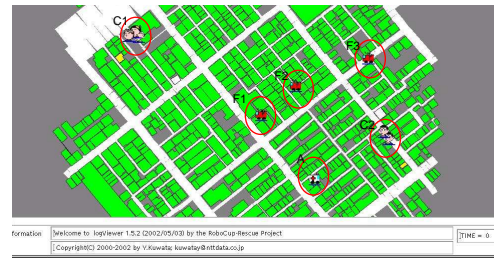 C1
F3
F2
F1
C2
A
formation
Welcome to logViewer 1.5.2 (2002/05/03) by the RoboCup-Rescue Project
TIME = 0
Copyright(C) 2000-2002 by Y.Kuwata; kuwatay@nttdata.co.jp